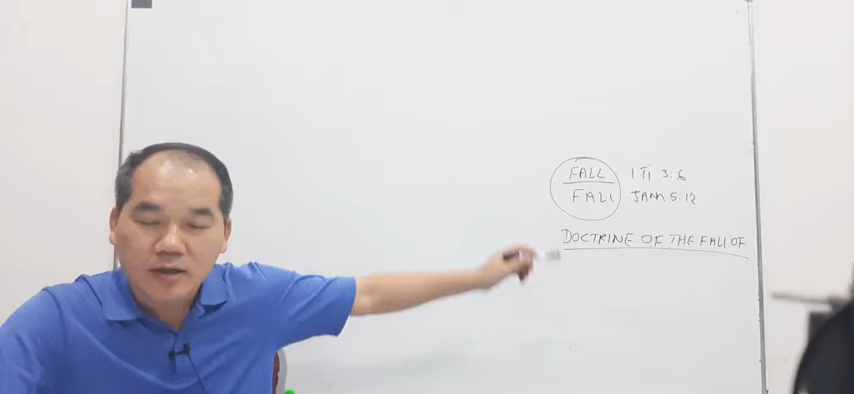 FALL 1 TI 3:6
FALL JAM 5:12
DOCTRINE OF THE FALL OF